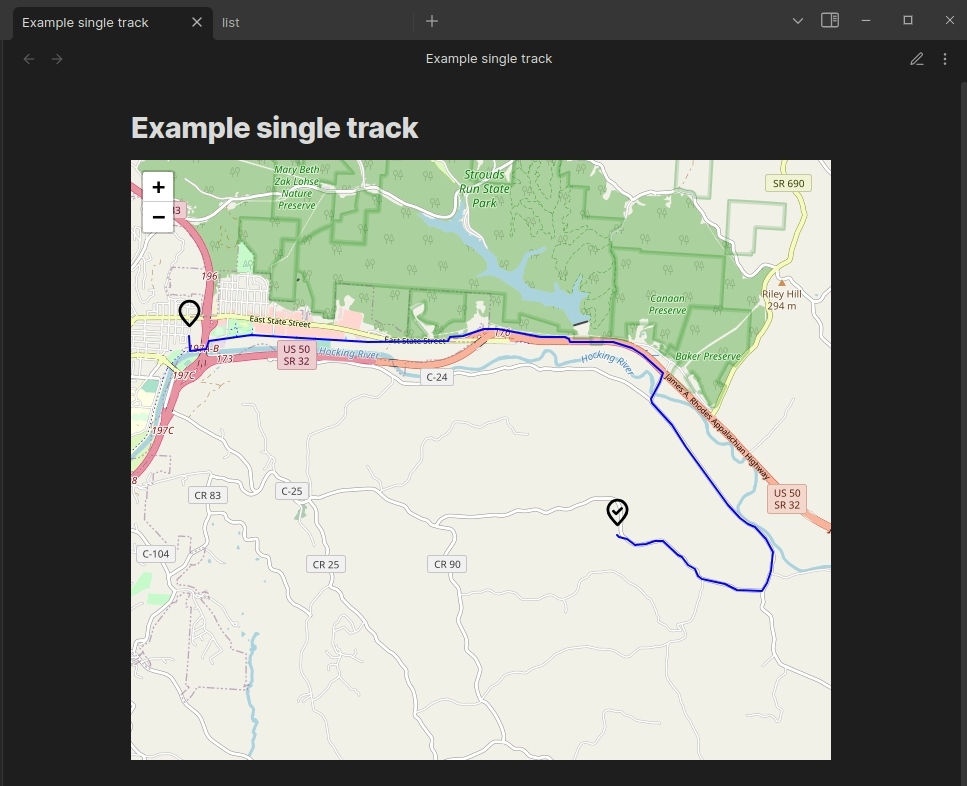 Example single track
list
Example single track
Example single track
Mary Beth
Zak Lohse
Nature
Preserve
Strouds
Run State
Park
SR 690
+
−
196
Riley Hill
294 m
Canaan
Preserve
East State Street
East State Street
US 50
SR 32
Hocking River
Hocking River
Baker Preserve
173
197C
C-24
James A. Rhodes Appalachian Highway
197C
8
US 50
SR 32
CR 83
C-25
C-104
CR 25
CR 90